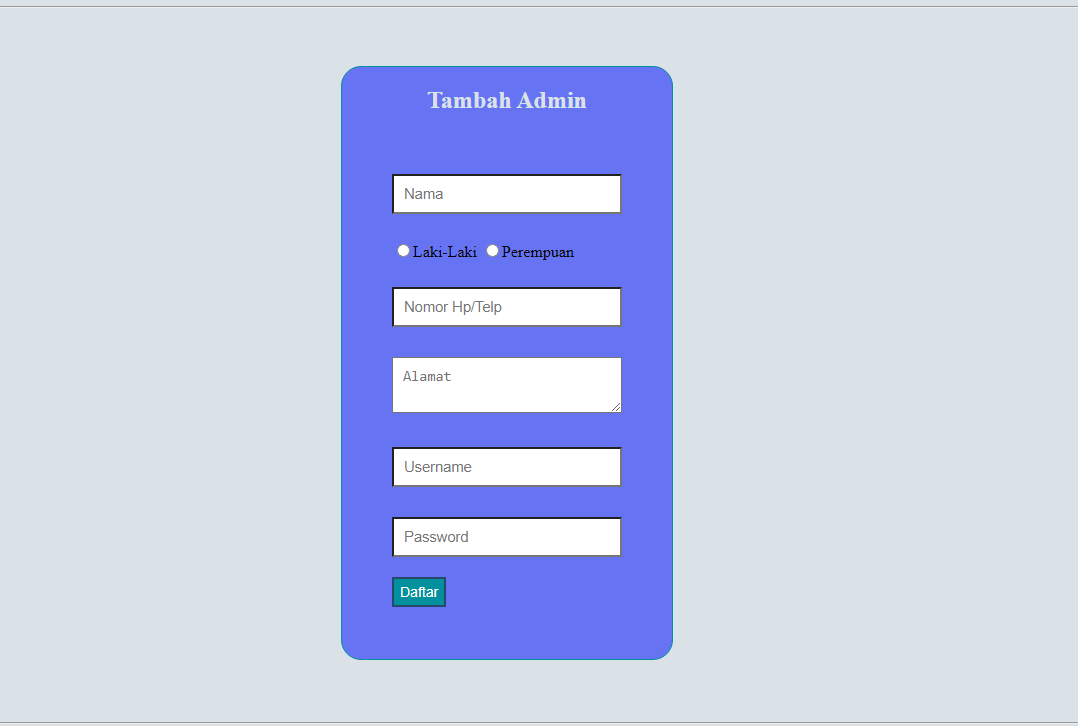 Tambah Admin
Nama
Laki-Laki Perempuan
Nomor Hp/Telp
Alamat
Username
Password
Daftar